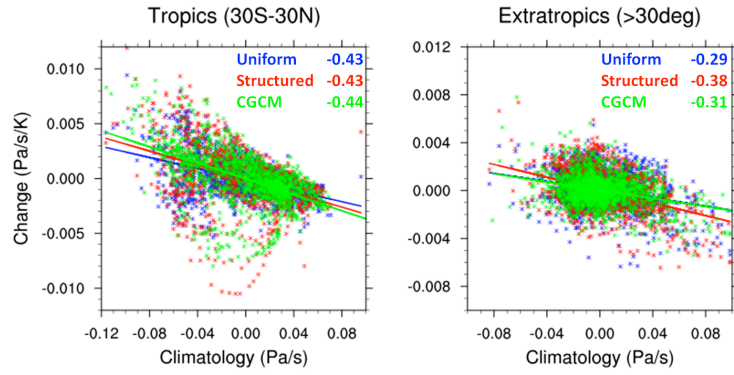 Tropics (30S-30N)
Extratropics (>30deg)
Change (Pa/s/K)
0.010
0.005
0.000
-0.005
-0.010
Uniform -0.43
Structured -0.43
CGCM -0.44
-0.12 -0.08 -0.04 0.00 0.04 0.08
Climatology (Pa/s)
0.012
0.008
0.004
0.000
-0.004
-0.008
Uniform -0.29
Structured -0.38
CGCM -0.31
-0.08 -0.04 0.00 0.04 0.08
Climatology (Pa/s)